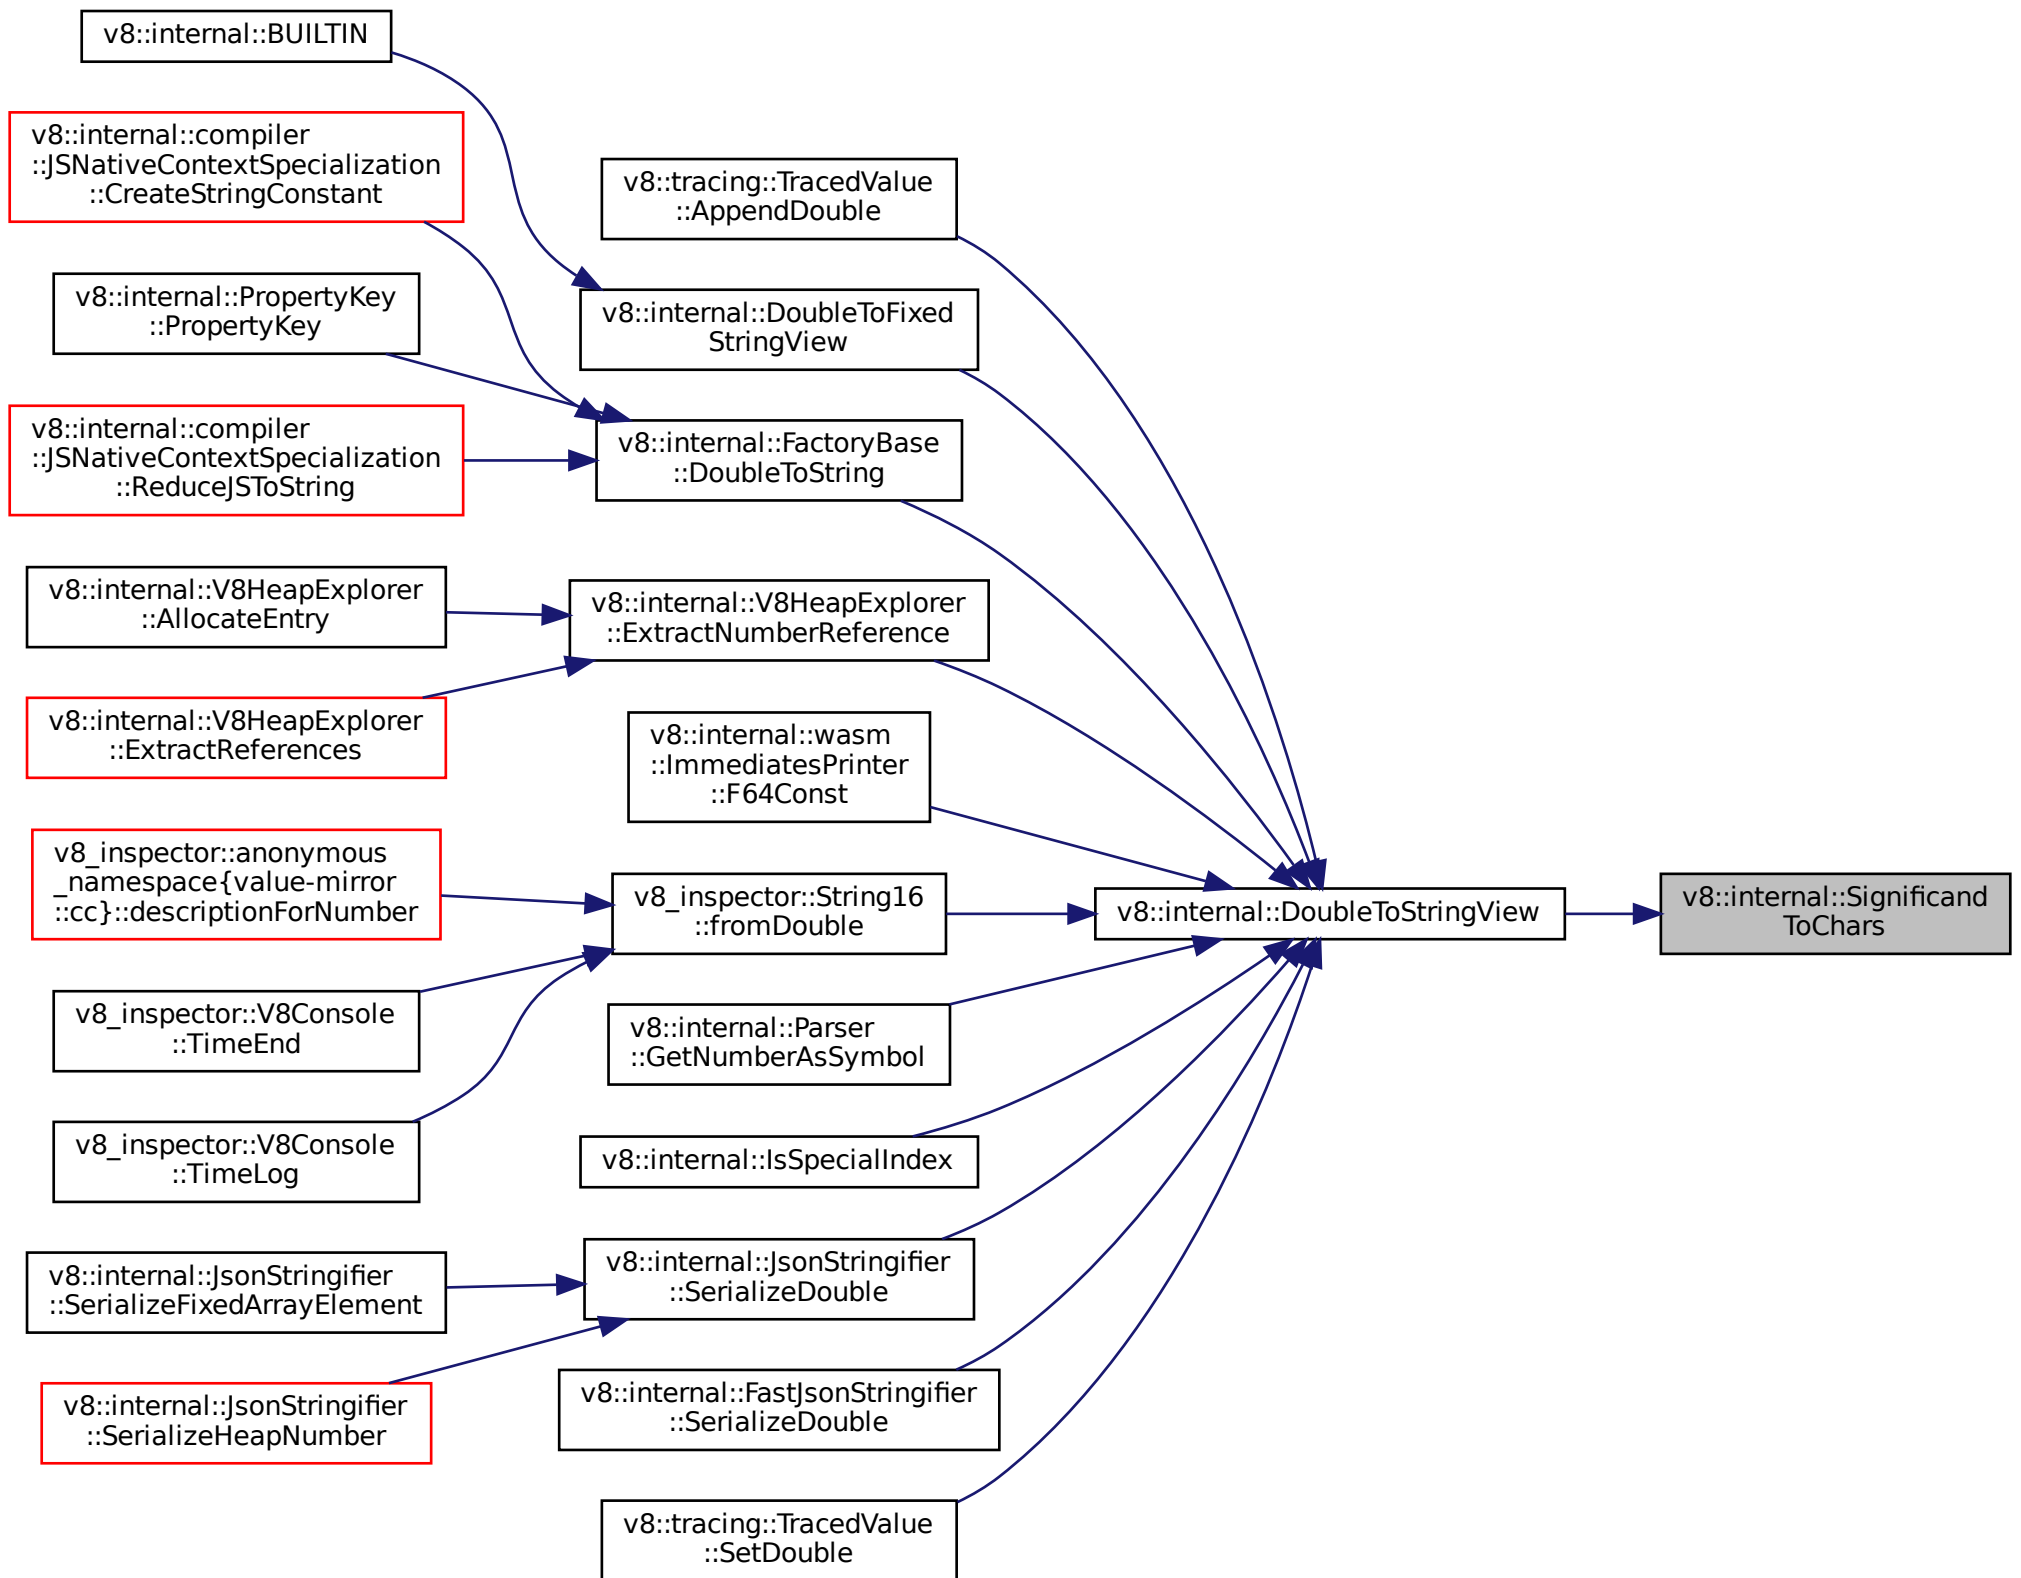 v8::internal::BUILTIN
v8::internal::compiler
::JSNativeContextSpecialization
::CreateStringConstant
v8::internal::PropertyKey
::PropertyKey
v8::internal::compiler
::JSNativeContextSpecialization
::ReduceJSToString
v8::internal::V8HeapExplorer
::AllocateEntry
v8::internal::V8HeapExplorer
::ExtractReferences
v8_inspector::anonymous
_namespace{value-mirror
::cc}::descriptionForNumber
v8_inspector::V8Console
::TimeEnd
v8_inspector::V8Console
::TimeLog
v8::internal::JsonStringifier
::SerializeFixedArrayElement
v8::internal::JsonStringifier
::SerializeHeapNumber
v8::tracing::TracedValue
::AppendDouble
v8::internal::DoubleToFixed
StringView
v8::internal::FactoryBase
::DoubleToString
v8::internal::V8HeapExplorer
::ExtractNumberReference
v8::internal::wasm
::ImmediatesPrinter
::F64Const
v8_inspector::String16
::fromDouble
v8::internal::Parser
::GetNumberAsSymbol
v8::internal::IsSpecialIndex
v8::internal::JsonStringifier
::SerializeDouble
v8::internal::FastJsonStringifier
::SerializeDouble
v8::tracing::TracedValue
::SetDouble
v8::internal::DoubleToStringView
v8::internal::Significand
ToChars